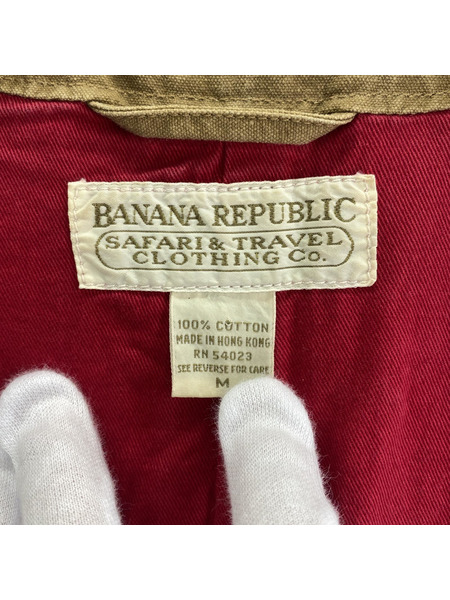 BANANA REPUBLIC
SAFARI & TRAVEL
CLOTHING CO.
100% COTTON
MADE IN HONG KONG
RN 54023
SEE REVERSE FOR CARE
M